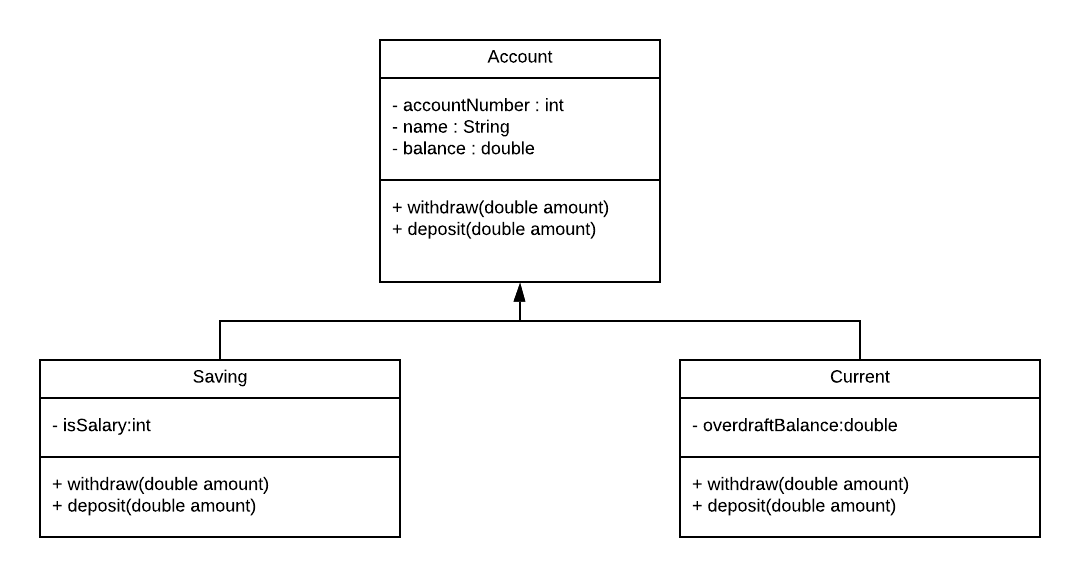 Account
- accountNumber : int
- name : String
- balance : double
+ withdraw(double amount)
+ deposit(double amount)
Saving
- isSalary:int
+ withdraw(double amount)
+ deposit(double amount)
Current
- overdraftBalance:double
+ withdraw(double amount)
+ deposit(double amount)